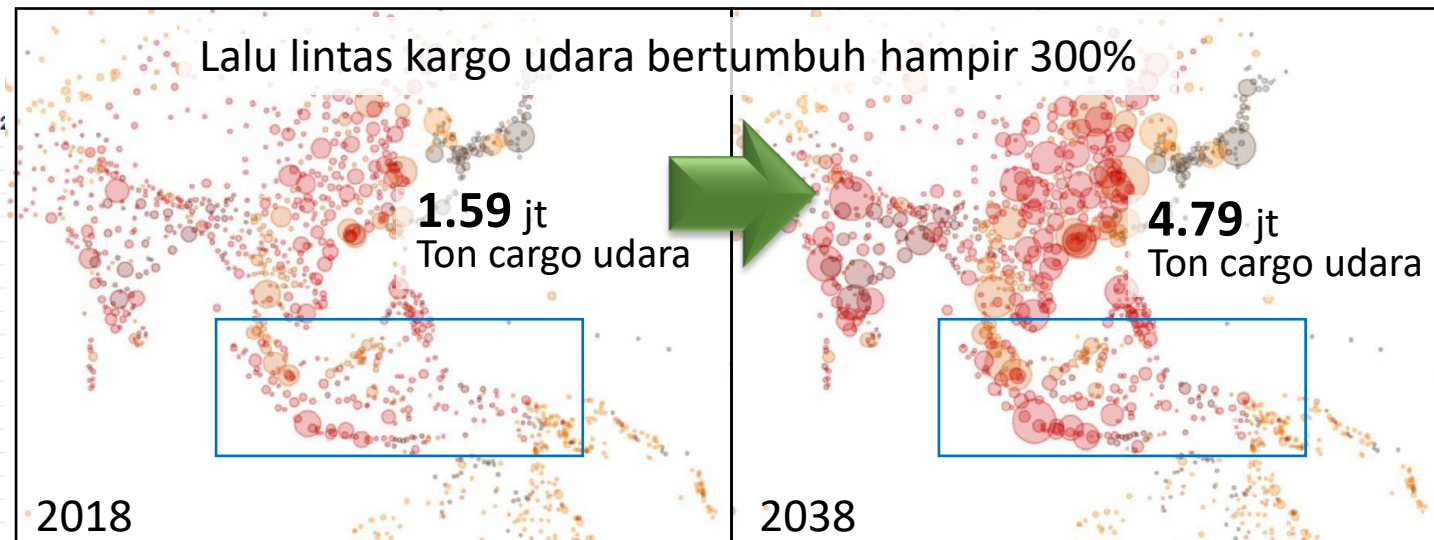 Lalu lintas kargo udara bertumbuh hampir 300%
1.59 jt
Ton cargo udara
4.79 jt
Ton cargo udara
2018
2038